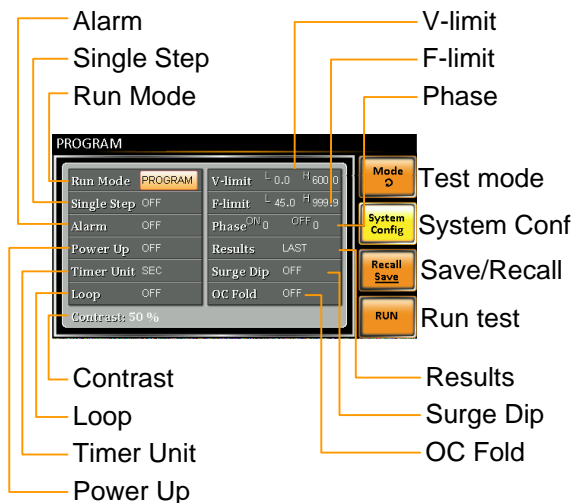 Alarm
Single Step
Run Mode
V-limit
F-limit
Phase
PROGRAM
Run Mode PROGRAM
Single Step OFF
Alarm OFF
Power Up OFF
Timer Unit SEC
Loop OFF
Contrast: 50 %
V-limit L 0.0 H 600.0
F-limit L 45.0 H 999.9
Phase ON 0 OFF 0
Results LAST
Surge Dip OFF
OC Fold OFF
Mode
System
Config
Recall
Save
RUN
Test mode
System Conf
Save/Recall
Run test
Contrast
Loop
Timer Unit
Power Up
Results
Surge Dip
OC Fold